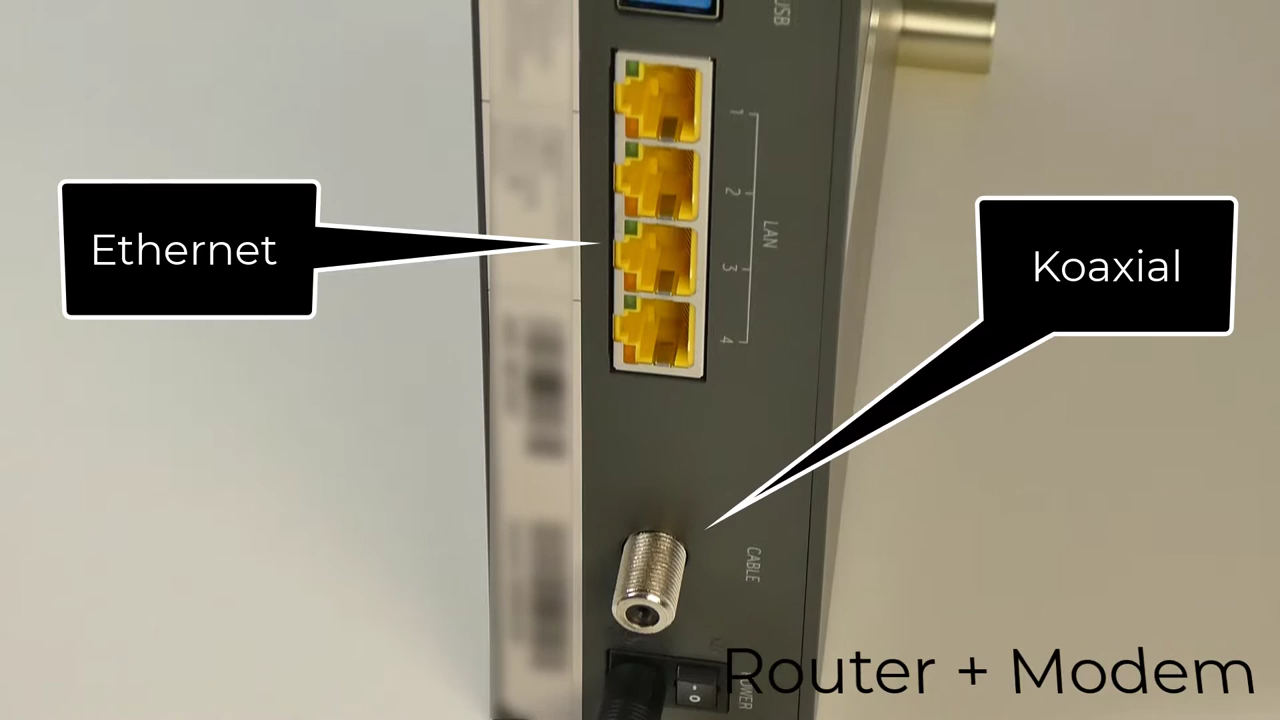 USB
1
2
LAN
3
4
Ethernet
Koaxial
CABLE
Router + Modem